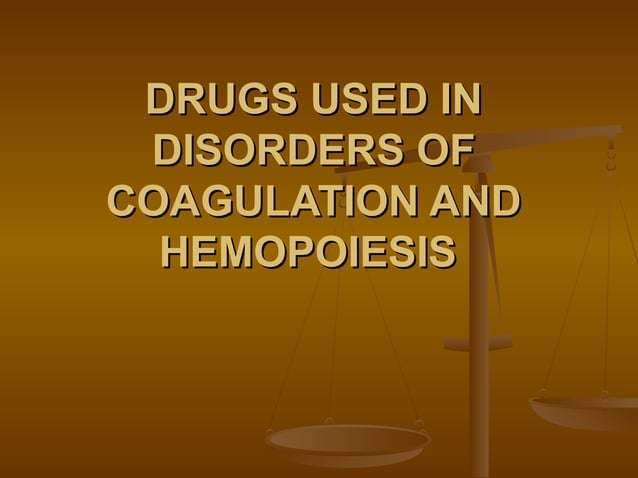 DRUGS USED IN
DISORDERS OF
COAGULATION AND
HEMOPOIESIS